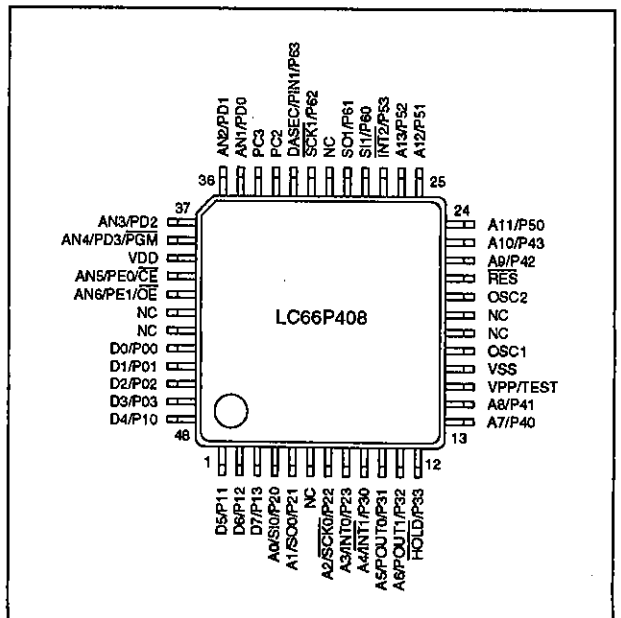 AN2/PD1
AN1/PD0
PC3
PC2
DASEC/PIN1/P63
SCK1/P62
NC
SO1/P61
SI1/P60
INT2/P53
A13/P52
A12/P51
36
25
37
24
AN3/PD2
AN4/PD3/PGM
VDD
AN5/PE0/CE
AN6/PE1/OE
NC
NC
D0/P00
D1/P01
D2/P02
D3/P03
D4/P10
LC66P408
A11/P50
A10/P43
A9/P42
RES
OSC2
NC
NC
OSC1
VSS
VPP/TEST
A8/P41
A7/P40
48
13
1
12
D5/P11
D6/P12
D7/P13
A0/SI0/P20
A1/SO0/P21
NC
A2/SCK0/P22
A3/INT0/P23
A4/INT1/P30
A5/POUT0/P31
A6/POUT1/P32
HOLD/P33